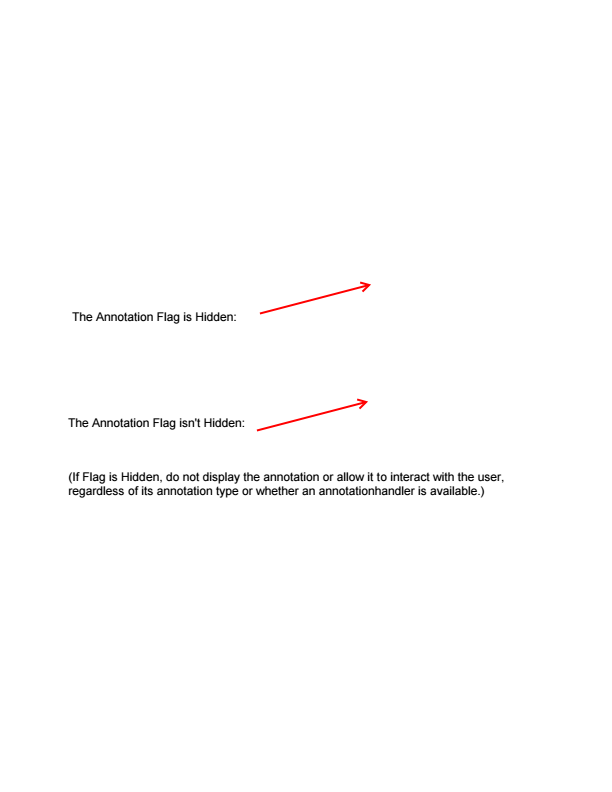 The Annotation Flag is Hidden:
The Annotation Flag isn't Hidden:
(If Flag is Hidden, do not display the annotation or allow it to interact with the user,
regardless of its annotation type or whether an annotationhandler is available.)